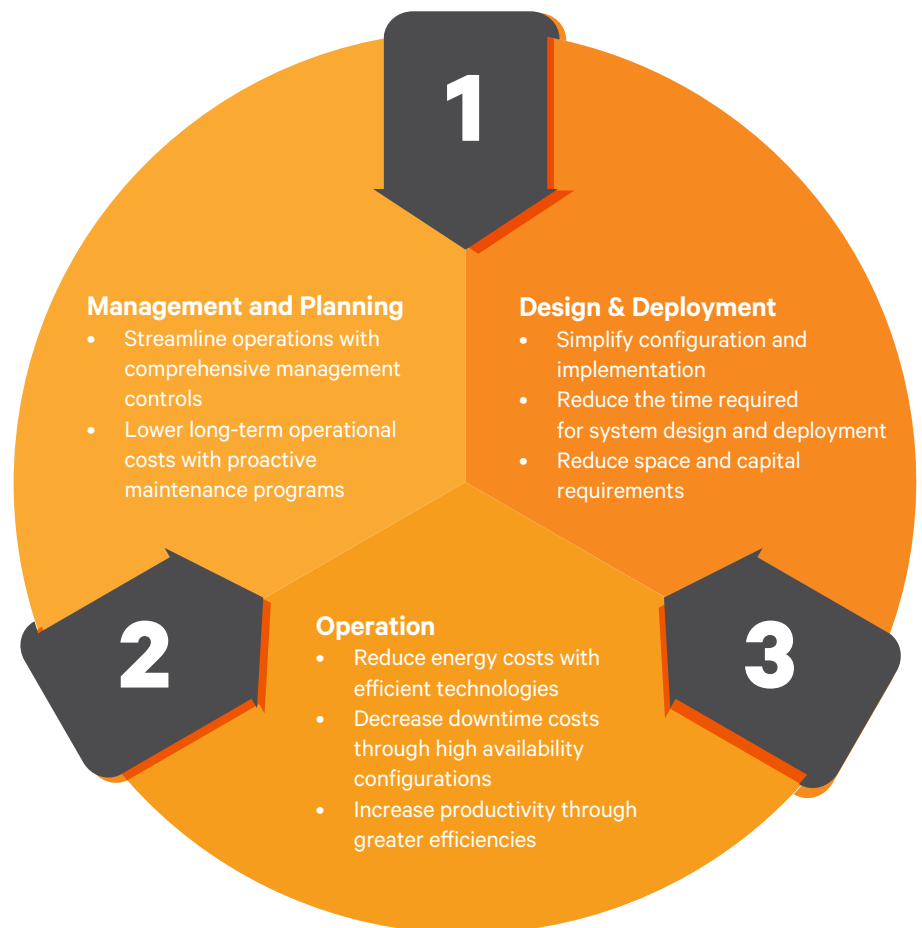 1
Management and Planning
• Streamline operations with
comprehensive management
controls
• Lower long-term operational
costs with proactive
maintenance programs
Design & Deployment
• Simplify configuration and
implementation
• Reduce the time required
for system design and deployment
• Reduce space and capital
requirements
2
Operation
• Reduce energy costs with
efficient technologies
• Decrease downtime costs
through high availability
configurations
• Increase productivity through
greater efficiencies
3